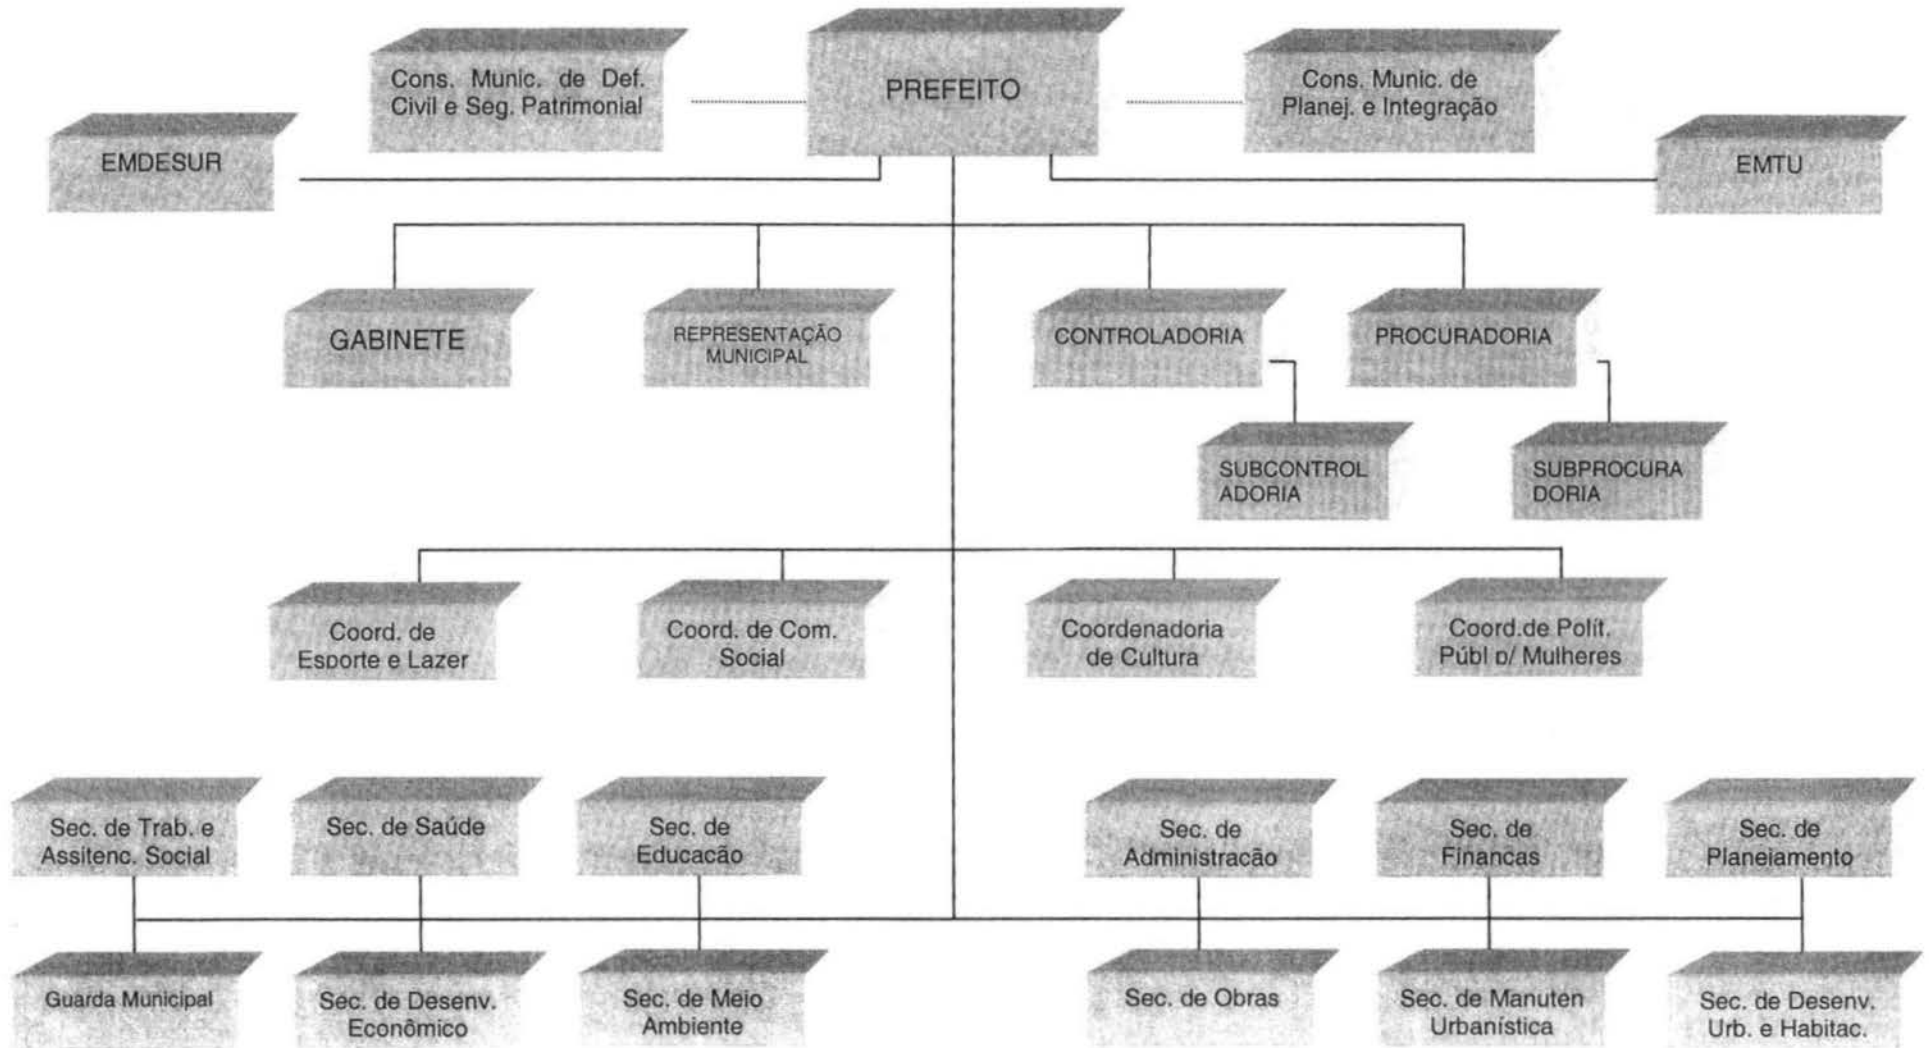 Cons. Munic. de Def.
Civil e Seg. Patrimonial
PREFEITO
Cons. Munic. de
Planej. e Integração
EMDESUR
EMTU
GABINETE
REPRESENTAÇÃO
MUNICIPAL
CONTROLADORIA
PROCURADORIA
SUBCONTROL
ADORIA
SUBPROCURA
DORIA
Coord. de
Esporte e Lazer
Coord. de Com.
Social
Coordenadoria
de Cultura
Coord.de Polít.
Públ p/ Mulheres
Sec. de Trab. e
Assitenc. Social
Sec. de Saúde
Sec. de
Educacão
Sec. de
Administracão
Sec. de
Financas
Sec. de
Planejamento
Guarda Municipal
Sec. de Desenv.
Econômico
Sec. de Meio
Ambiente
Sec. de Obras
Sec. de Manuten
Urbanística
Sec. de Desenv.
Urb. e Habitac.